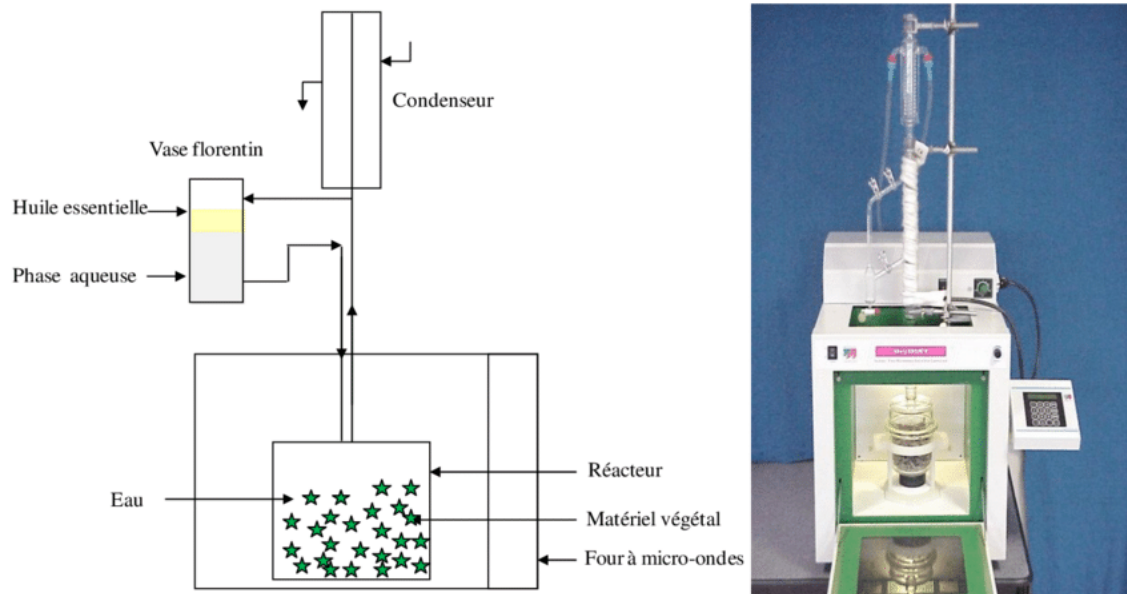 Condenseur
Vase florentin
Huile essentielle
Phase aqueuse
Réacteur
Eau
Matériel végétal
Four à micro-ondes